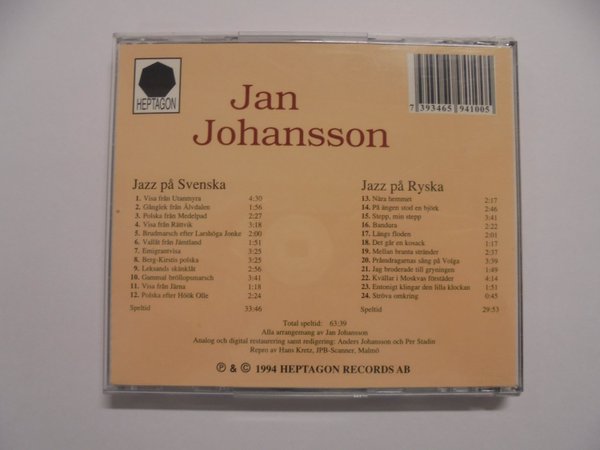 HEPTAGON
Jan
Johansson
7 393465 941005
Jazz på Svenska
1. Visa från Utanmyra 4:30
2. Gånglek från Älvdalen 1:56
3. Polska från Medelpad 2:27
4. Visa från Rättvik 3:18
5. Brudmarsch efter Larshöga Jonke 2:00
6. Vallåt från Jämtland 1:51
7. Emigrantvisa 3:25
8. Berg-Kirstis polska 3:25
9. Leksands skänklåt 2:56
10. Gammal bröllopsmarsch 3:11
11. Visa från Järna 1:18
12. Polska efter Höök Olle 2:24
Speltid 33:46
Jazz på Ryska
13. Nära hemmet 2:17
14. På ängen stod en björk 2:46
15. Stepp, min stepp 3:41
16. Bandura 2:22
17. Längs floden 2:01
18. Det går en kosack 1:17
19. Mellan branta stränder 2:37
20. Pråmdragarnas sång på Volga 3:39
21. Jag broderade till gryningen 1:49
22. Kvällar i Moskvas förstäder 4:14
23. Entonigt klingar den lilla klockan 1:51
24. Ströva omkring 0:45
Speltid 29:53
Total speltid: 63:39
Alla arrangemang av Jan Johansson
Analog och digital restaurering samt redigering: Anders Johansson och Per Stadin
Repro av Hans Kretz, JPB-Scanner, Malmö
℗ & © 1994 HEPTAGON RECORDS AB